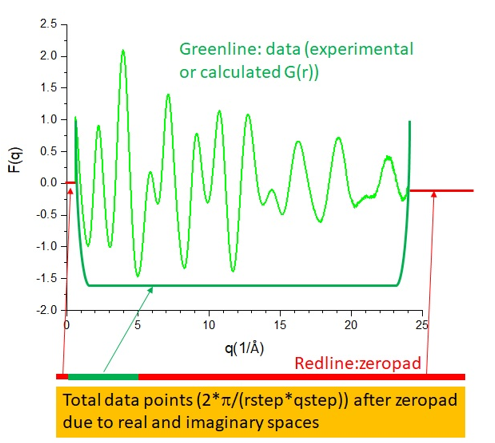 2.5
Greenline: data (experimental
2.0
or calculated G(r))
1.5
1.0
0.5
F(q)
0.0
-0.5
-1.0
-1.5
-2.0
0 5 10 15 20 25
q(1/Å)
Redline:zeropad
Total data points (2*π/(rstep*qstep)) after zeropad
due to real and imaginary spaces